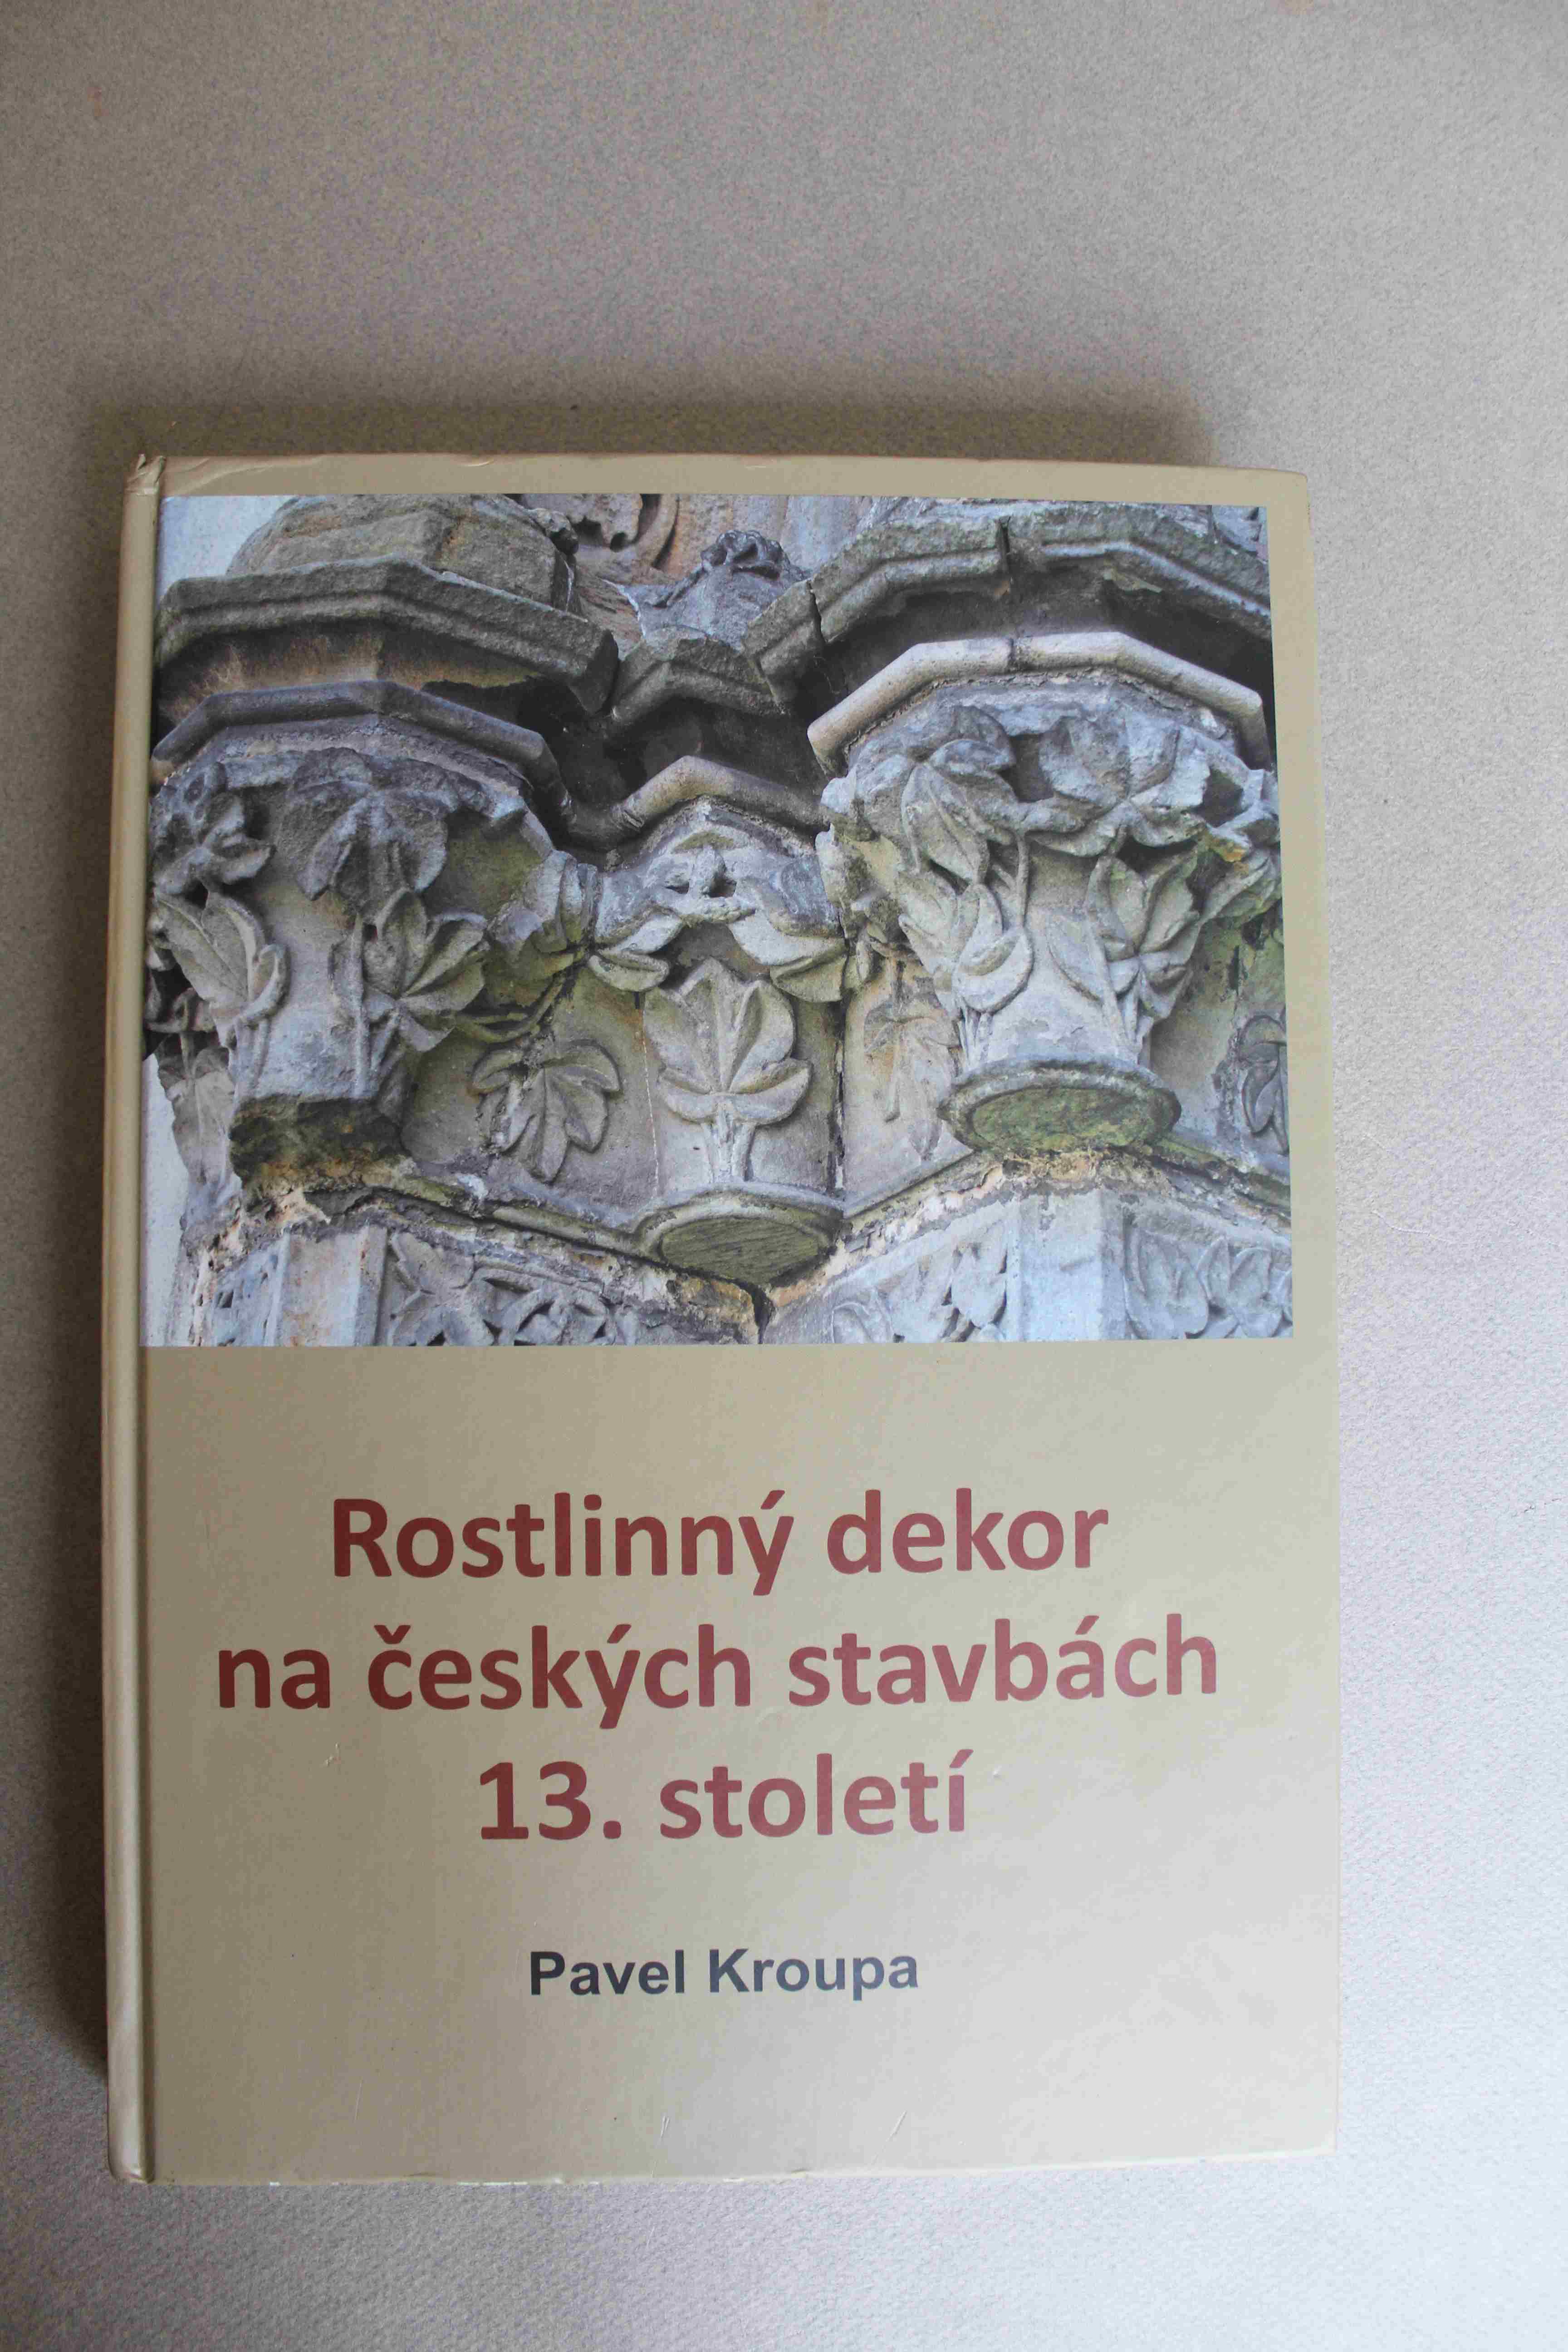 Rostlinný dekor
na českých stavbách
13. století
Pavel Kroupa